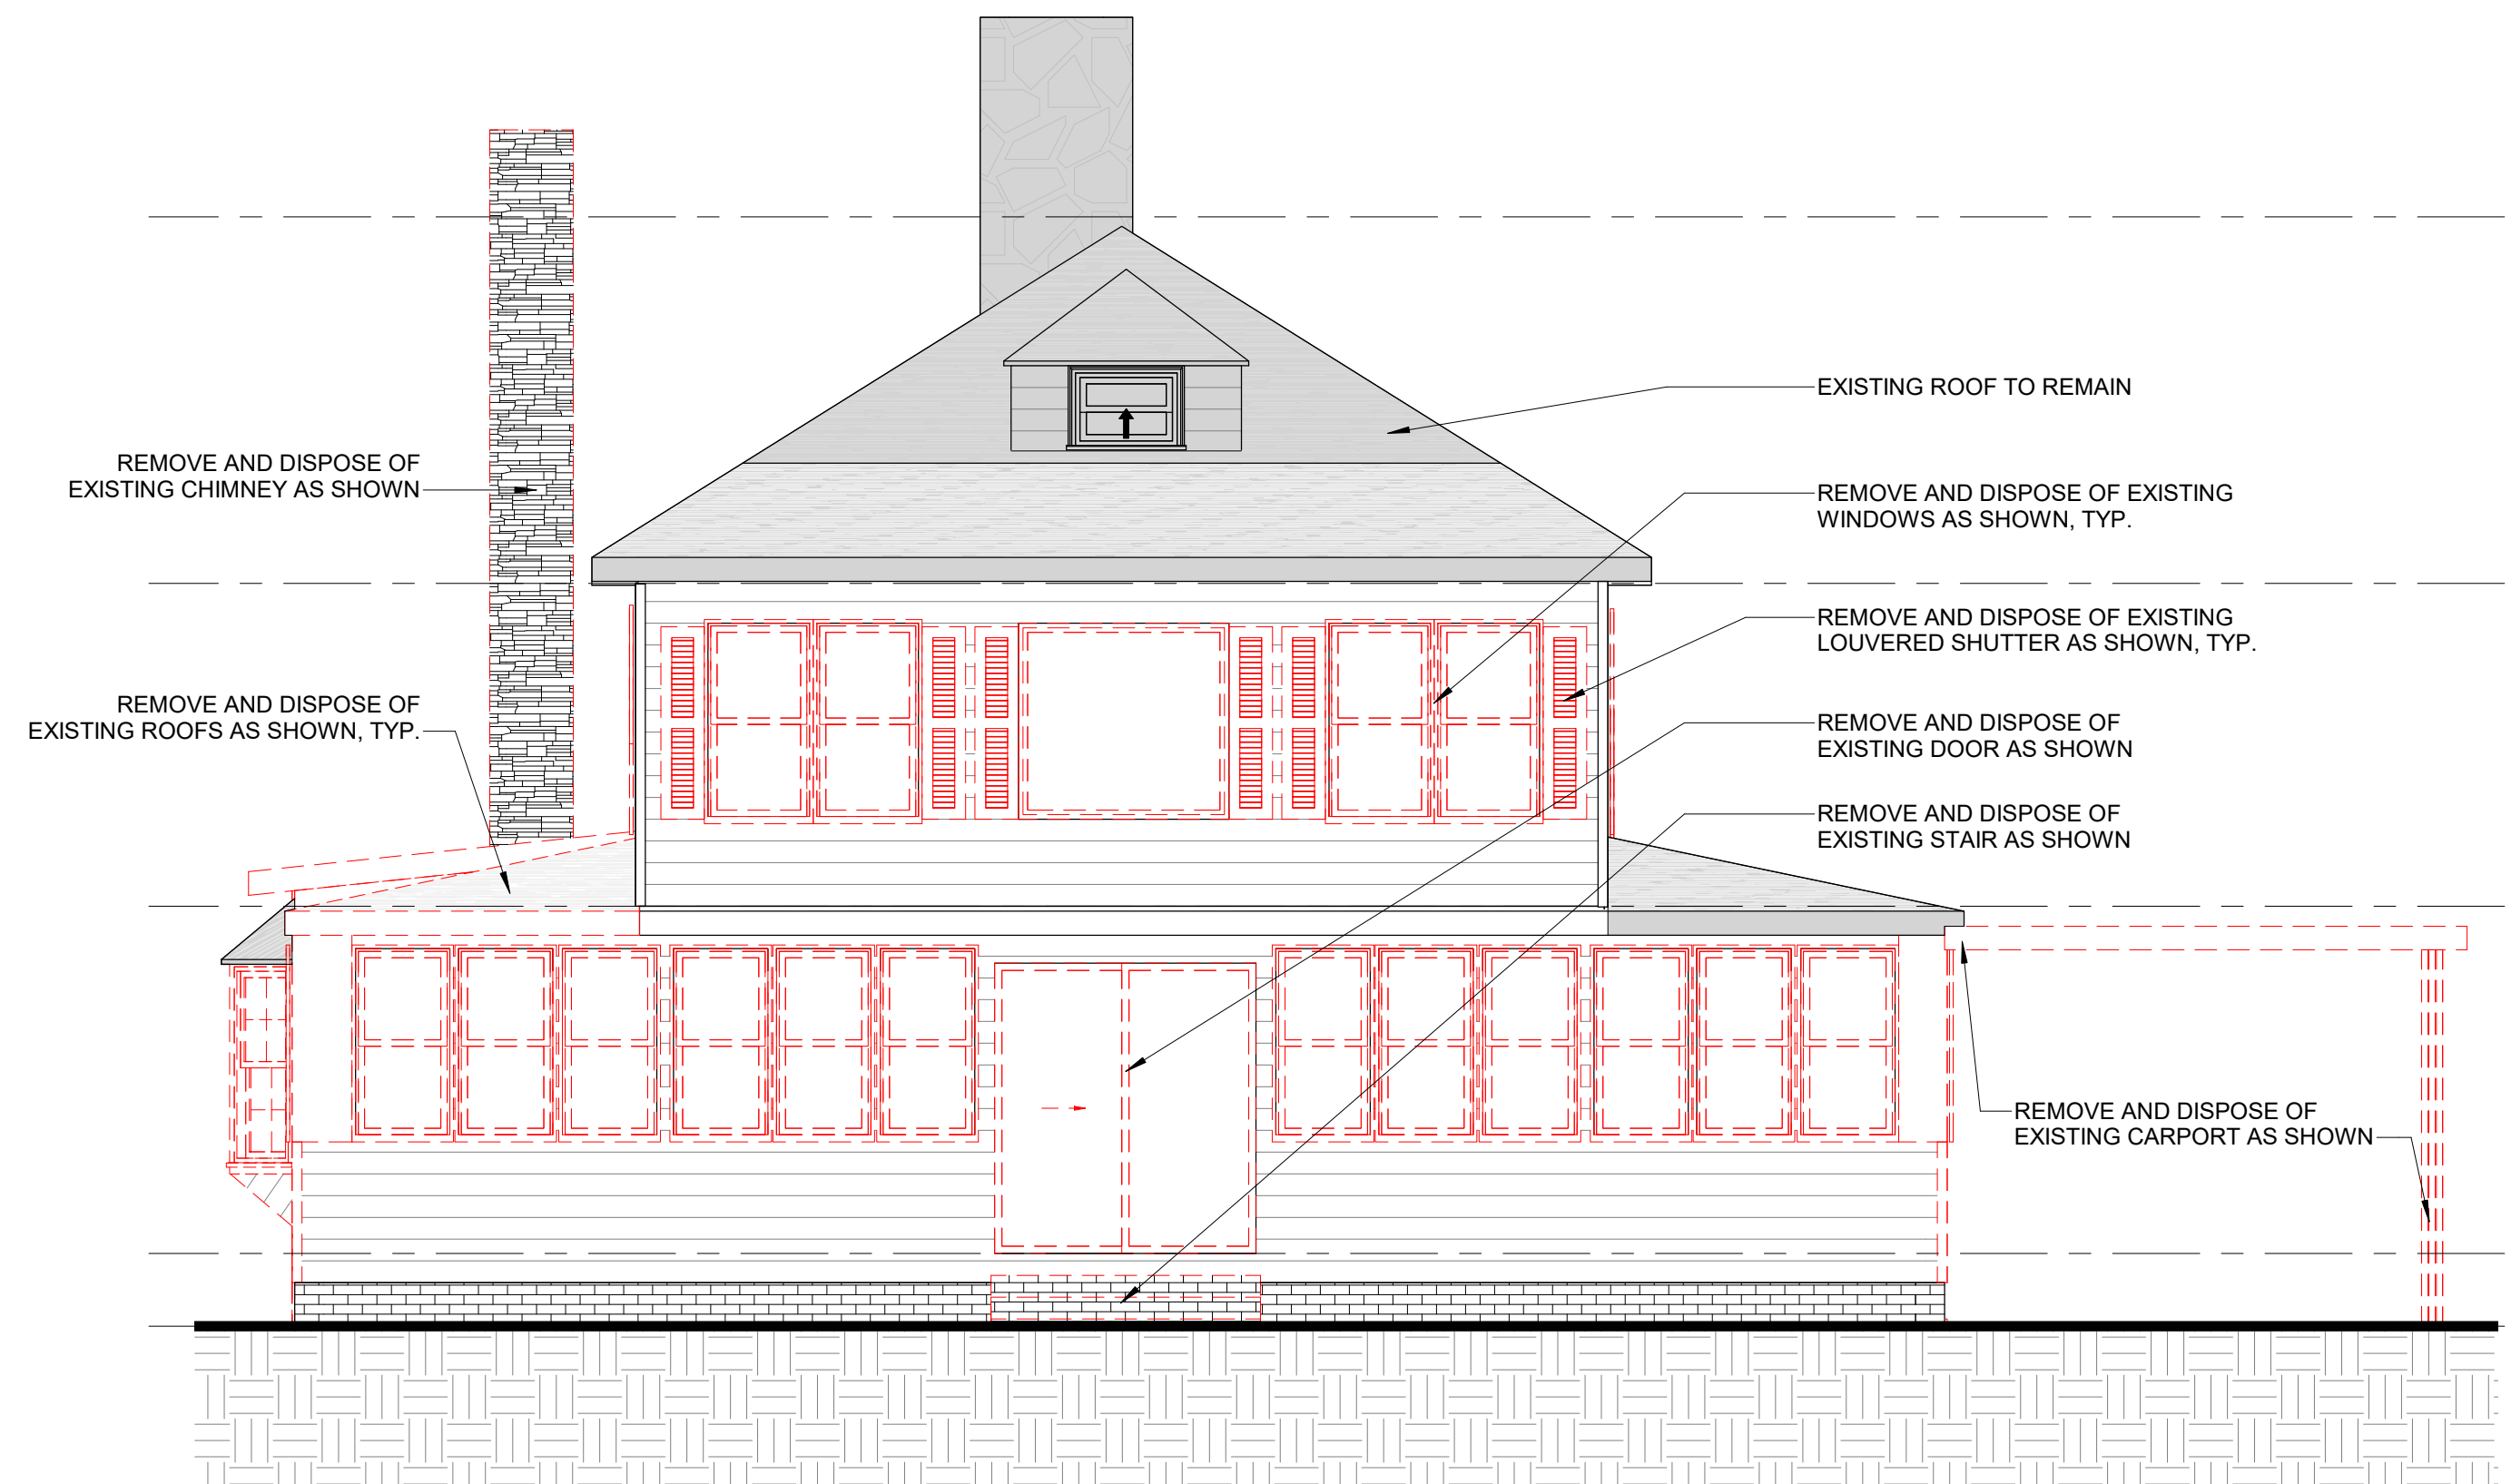 EXISTING ROOF TO REMAIN
REMOVE AND DISPOSE OF
EXISTING CHIMNEY AS SHOWN
REMOVE AND DISPOSE OF EXISTING
WINDOWS AS SHOWN, TYP.
REMOVE AND DISPOSE OF EXISTING
LOUVERED SHUTTER AS SHOWN, TYP.
REMOVE AND DISPOSE OF
EXISTING ROOFS AS SHOWN, TYP.
REMOVE AND DISPOSE OF
EXISTING DOOR AS SHOWN
REMOVE AND DISPOSE OF
EXISTING STAIR AS SHOWN
REMOVE AND DISPOSE OF
EXISTING CARPORT AS SHOWN